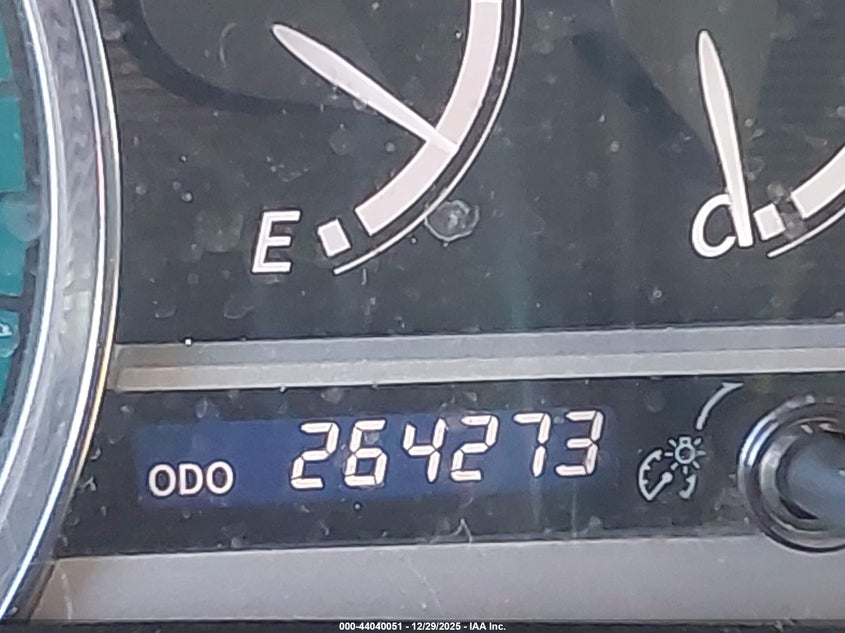 E
C
ODO 264273
000-44040051 - 12/29/2025 - IAA Inc.